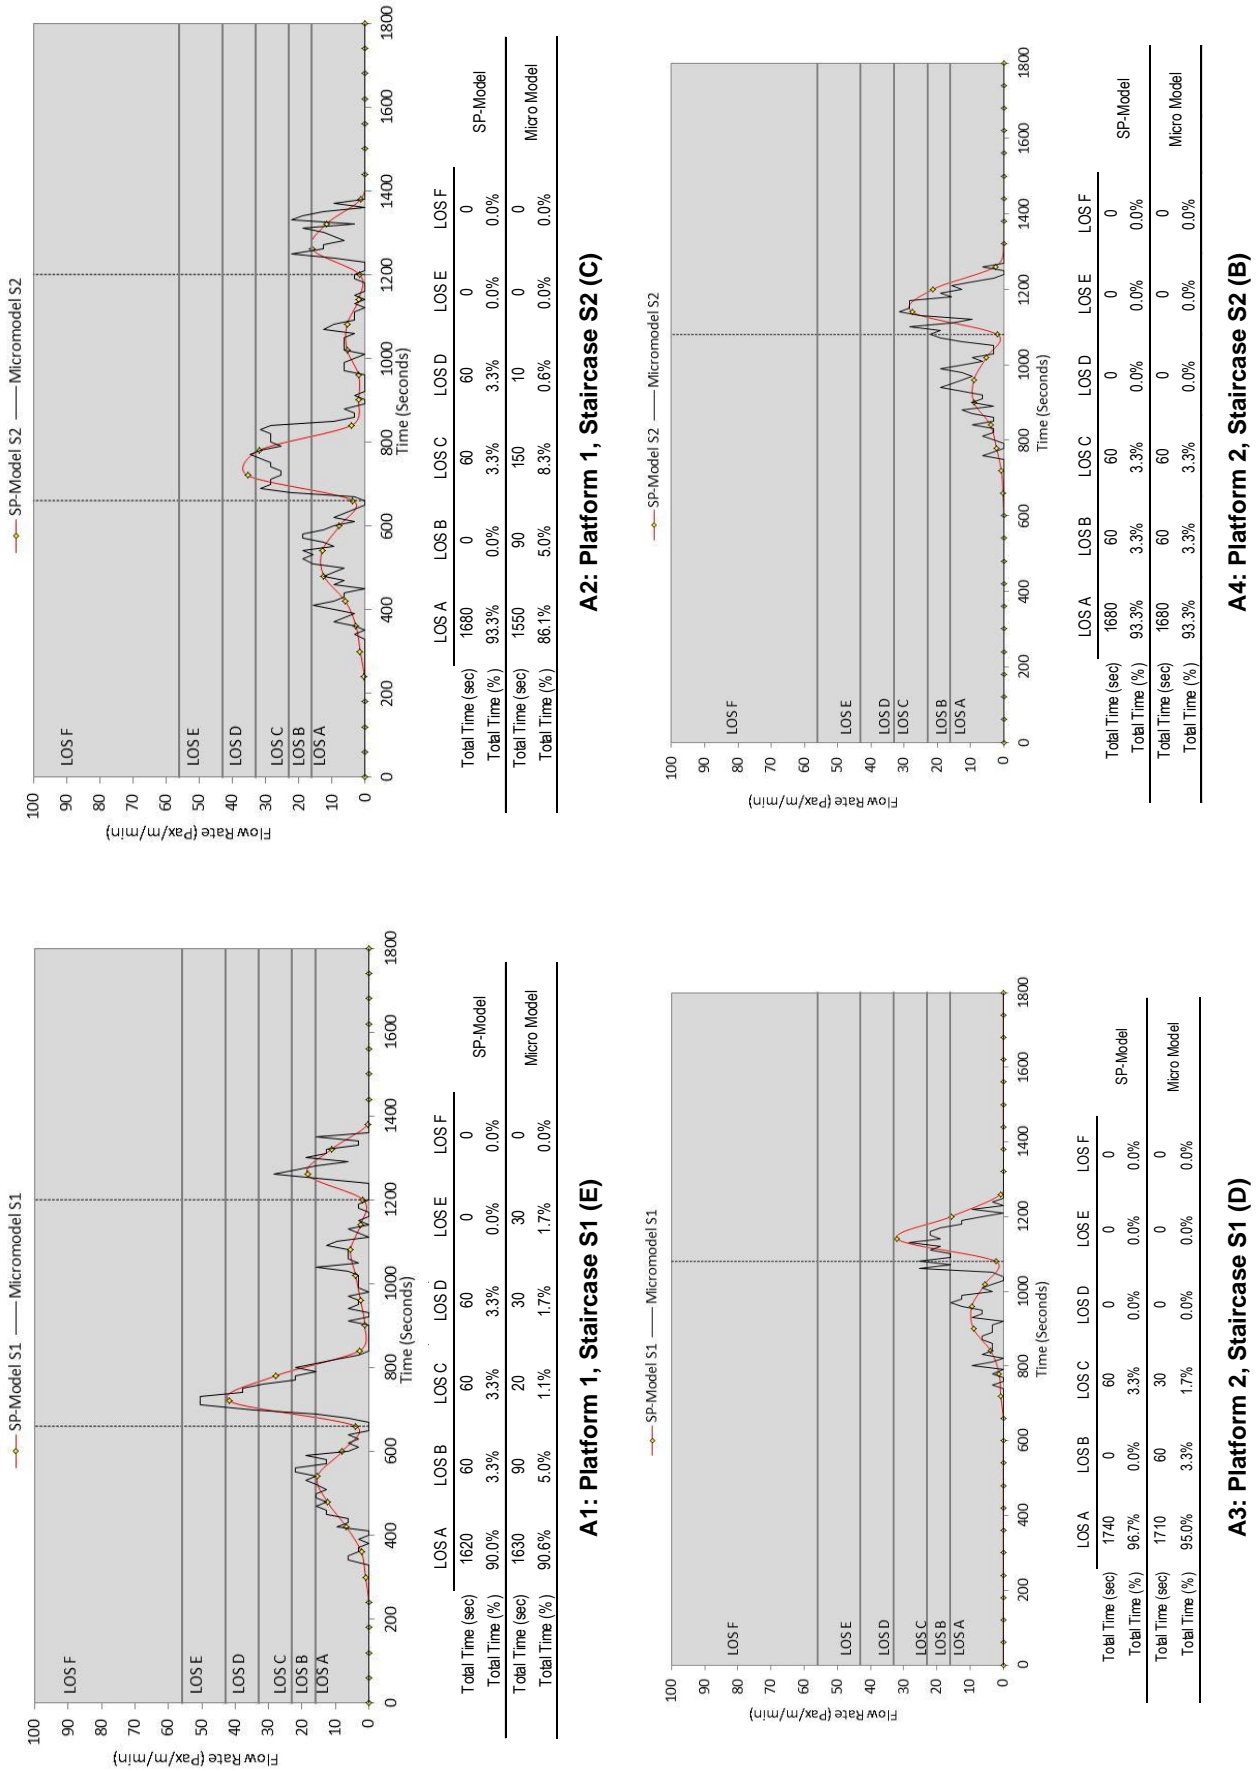 SP-Model S1 Micromodel S1
100
90
80
70
60
50
40
30
20
10
0
Flow Rate (Pax/m/min)
LOS F
LOS E
LOS D
LOS C
LOS B
LOS A
0 200 400 600 800 1000 1200 1400 1600 1800
Time (Seconds)
LOS A LOS B LOS C LOS D LOS E LOS F
Total Time (sec) 1620 60 60 60 0 0 SP-Model
Total Time (%) 90.0% 3.3% 3.3% 3.3% 0.0% 0.0%
Total Time (sec) 1630 90 20 30 30 0 Micro Model
Total Time (%) 90.6% 5.0% 1.1% 1.7% 1.7% 0.0%
A1: Platform 1, Staircase S1 (E)
SP-Model S2 Micromodel S2
100
90
80
70
60
50
40
30
20
10
0
Flow Rate (Pax/m/min)
LOS F
LOS E
LOS D
LOS C
LOS B
LOS A
0 200 400 600 800 1000 1200 1400 1600 1800
Time (Seconds)
LOS A LOS B LOS C LOS D LOS E LOS F
Total Time (sec) 1680 0 60 60 0 0 SP-Model
Total Time (%) 93.3% 0.0% 3.3% 3.3% 0.0% 0.0%
Total Time (sec) 1550 90 150 10 0 0 Micro Model
Total Time (%) 86.1% 5.0% 8.3% 0.6% 0.0% 0.0%
A2: Platform 1, Staircase S2 (C)
SP-Model S1 Micromodel S1
100
90
80
70
60
50
40
30
20
10
0
Flow Rate (Pax/m/min)
LOS F
LOS E
LOS D
LOS C
LOS B
LOS A
0 200 400 600 800 1000 1200 1400 1600 1800
Time (Seconds)
LOS A LOS B LOS C LOS D LOS E LOS F
Total Time (sec) 1740 0 60 0 0 0 SP-Model
Total Time (%) 96.7% 0.0% 3.3% 0.0% 0.0% 0.0%
Total Time (sec) 1710 60 30 0 0 0 Micro Model
Total Time (%) 95.0% 3.3% 1.7% 0.0% 0.0% 0.0%
A3: Platform 2, Staircase S1 (D)
SP-Model S2 Micromodel S2
100
90
80
70
60
50
40
30
20
10
0
Flow Rate (Pax/m/min)
LOS F
LOS E
LOS D
LOS C
LOS B
LOS A
0 200 400 600 800 1000 1200 1400 1600 1800
Time (Seconds)
LOS A LOS B LOS C LOS D LOS E LOS F
Total Time (sec) 1680 60 60 0 0 0 SP-Model
Total Time (%) 93.3% 3.3% 3.3% 0.0% 0.0% 0.0%
Total Time (sec) 1680 60 60 0 0 0 Micro Model
Total Time (%) 93.3% 3.3% 3.3% 0.0% 0.0% 0.0%
A4: Platform 2, Staircase S2 (B)